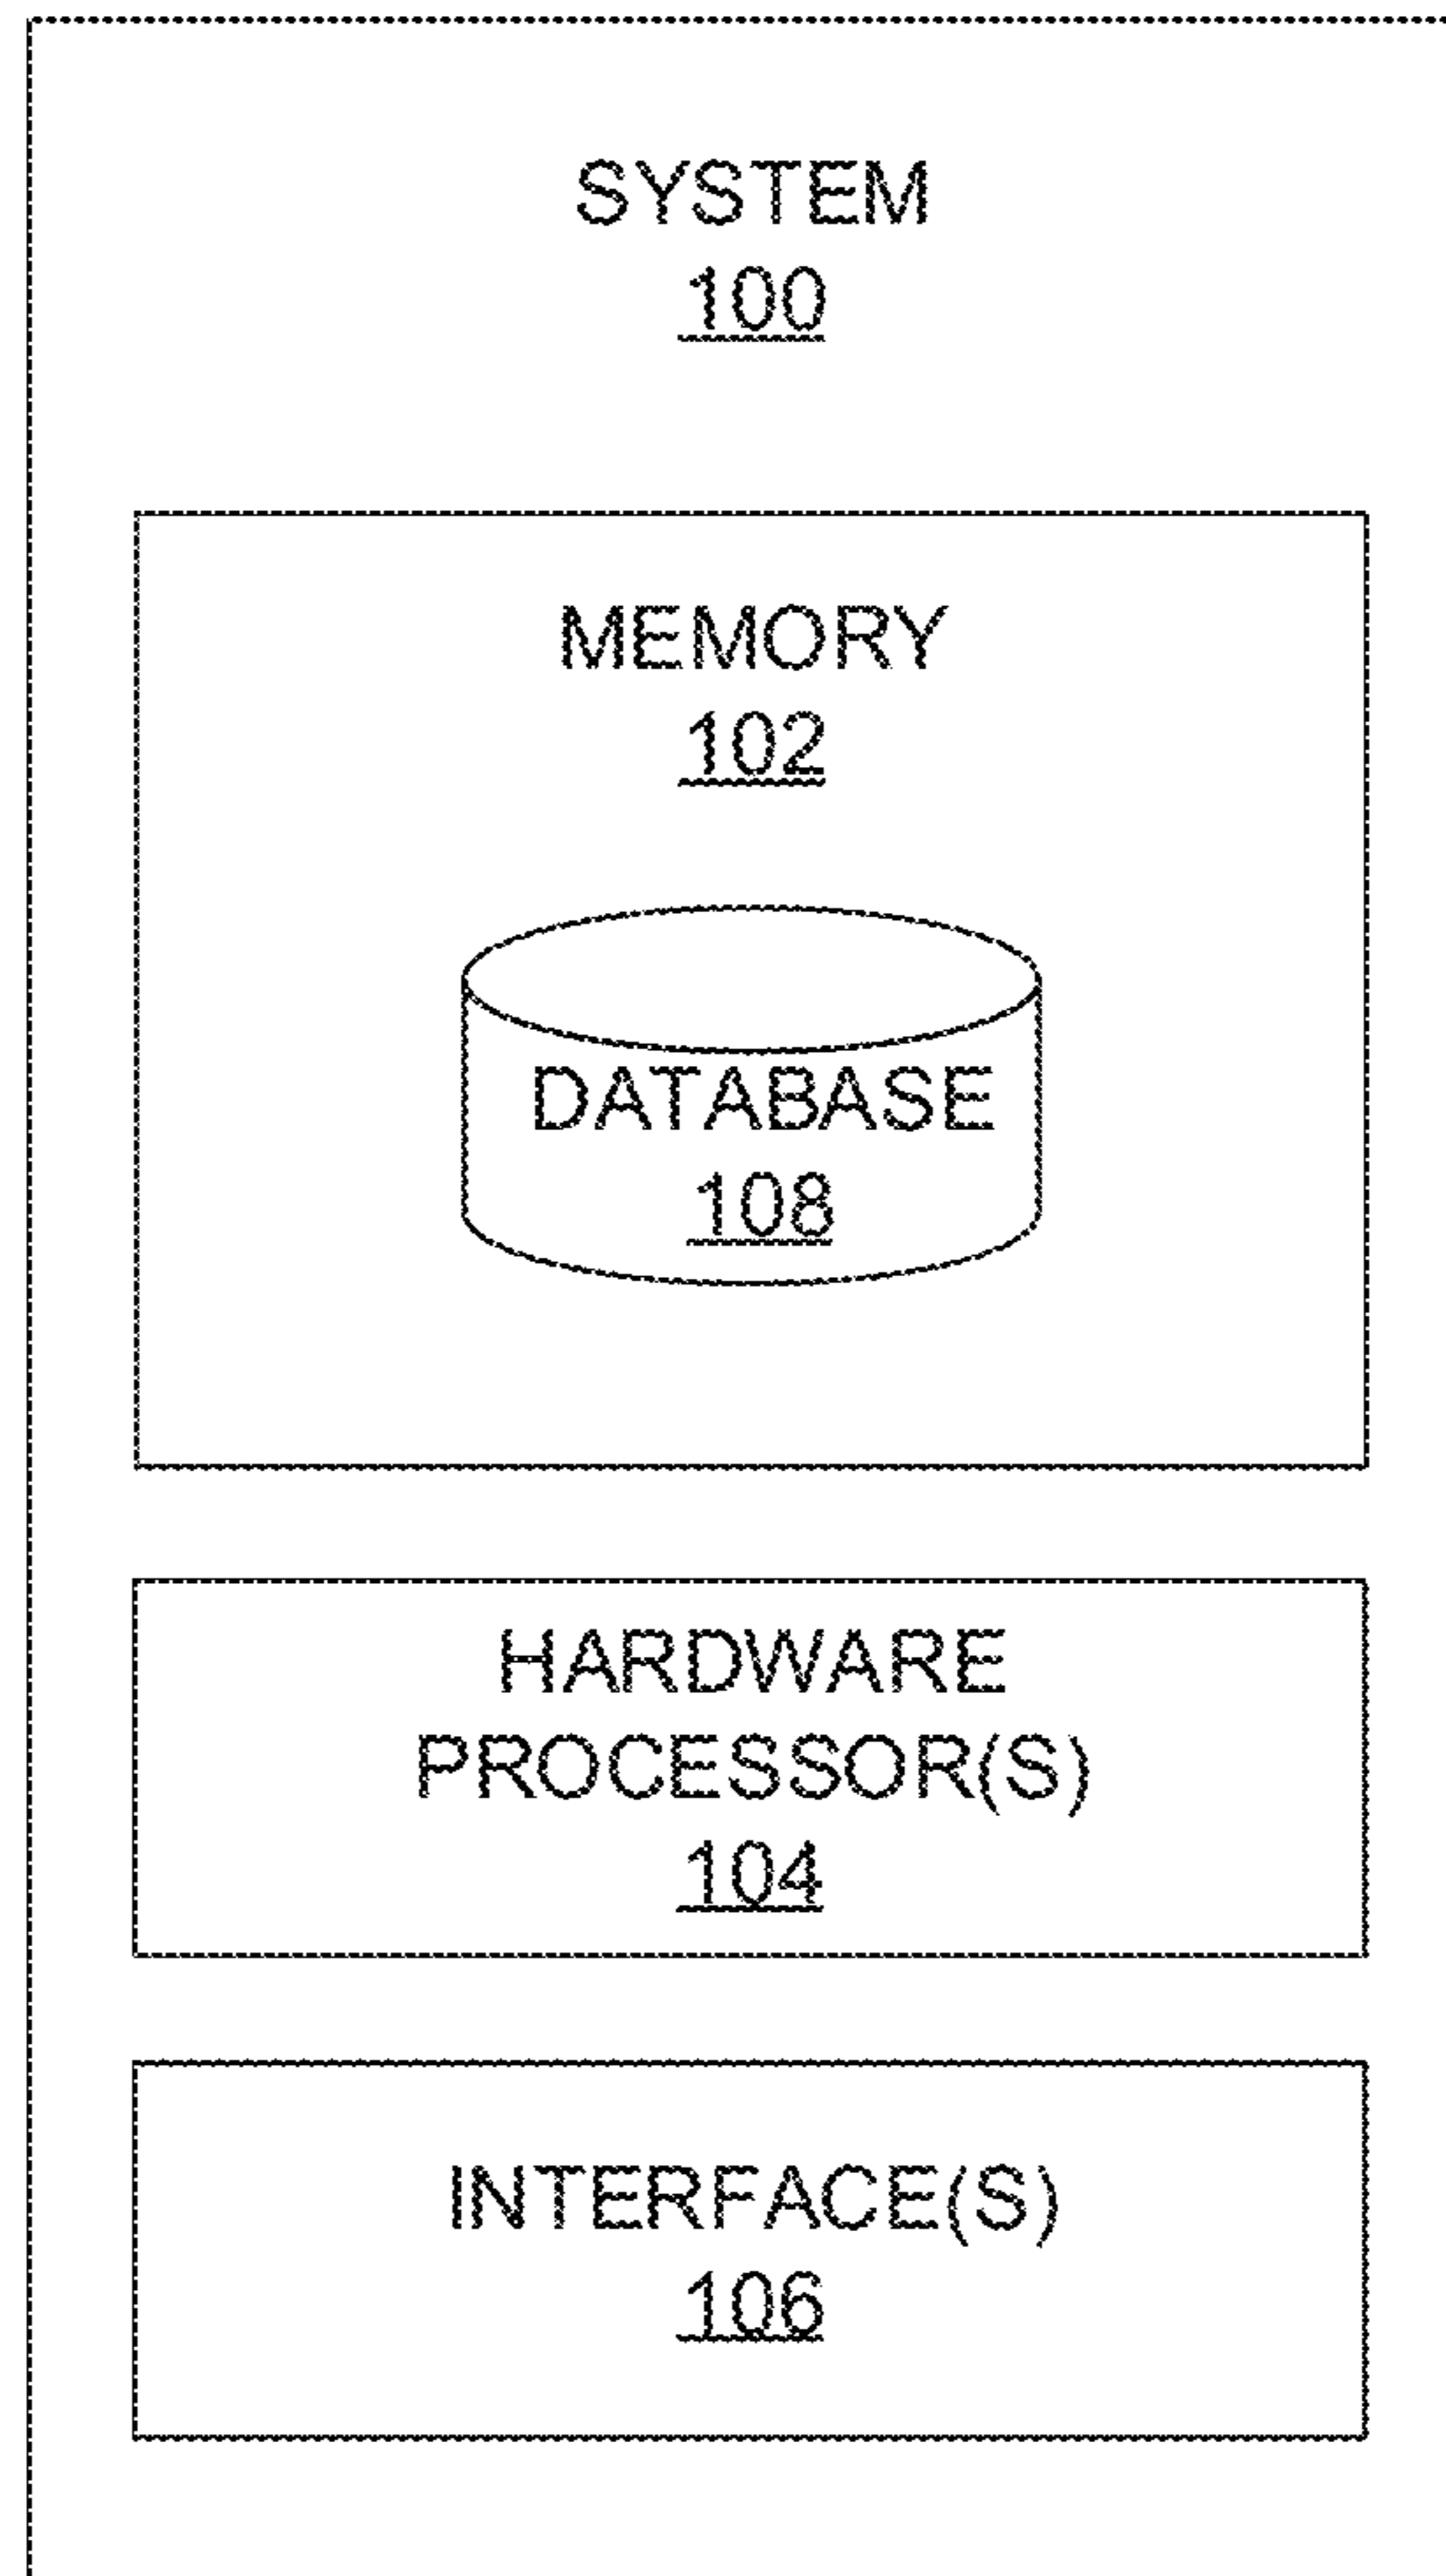 SYSTEM
100
MEMORY
102
DATABASE
108
HARDWARE
PROCESSOR(S)
104
INTERFACE(S)
106